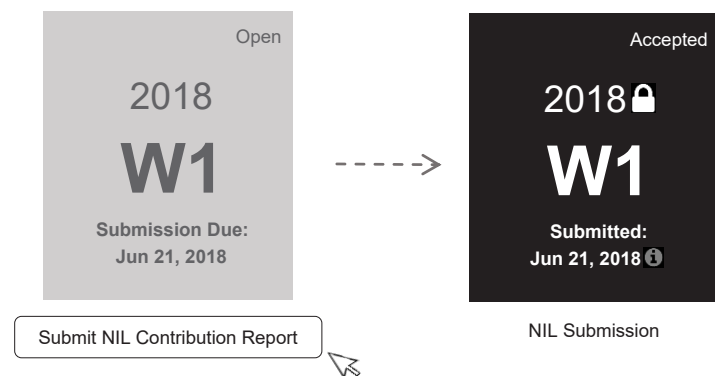 Open
2018
W1
Submission Due:
Jun 21, 2018
Submit NIL Contribution Report
Accepted
2018
W1
Submitted:
Jun 21, 2018
NIL Submission